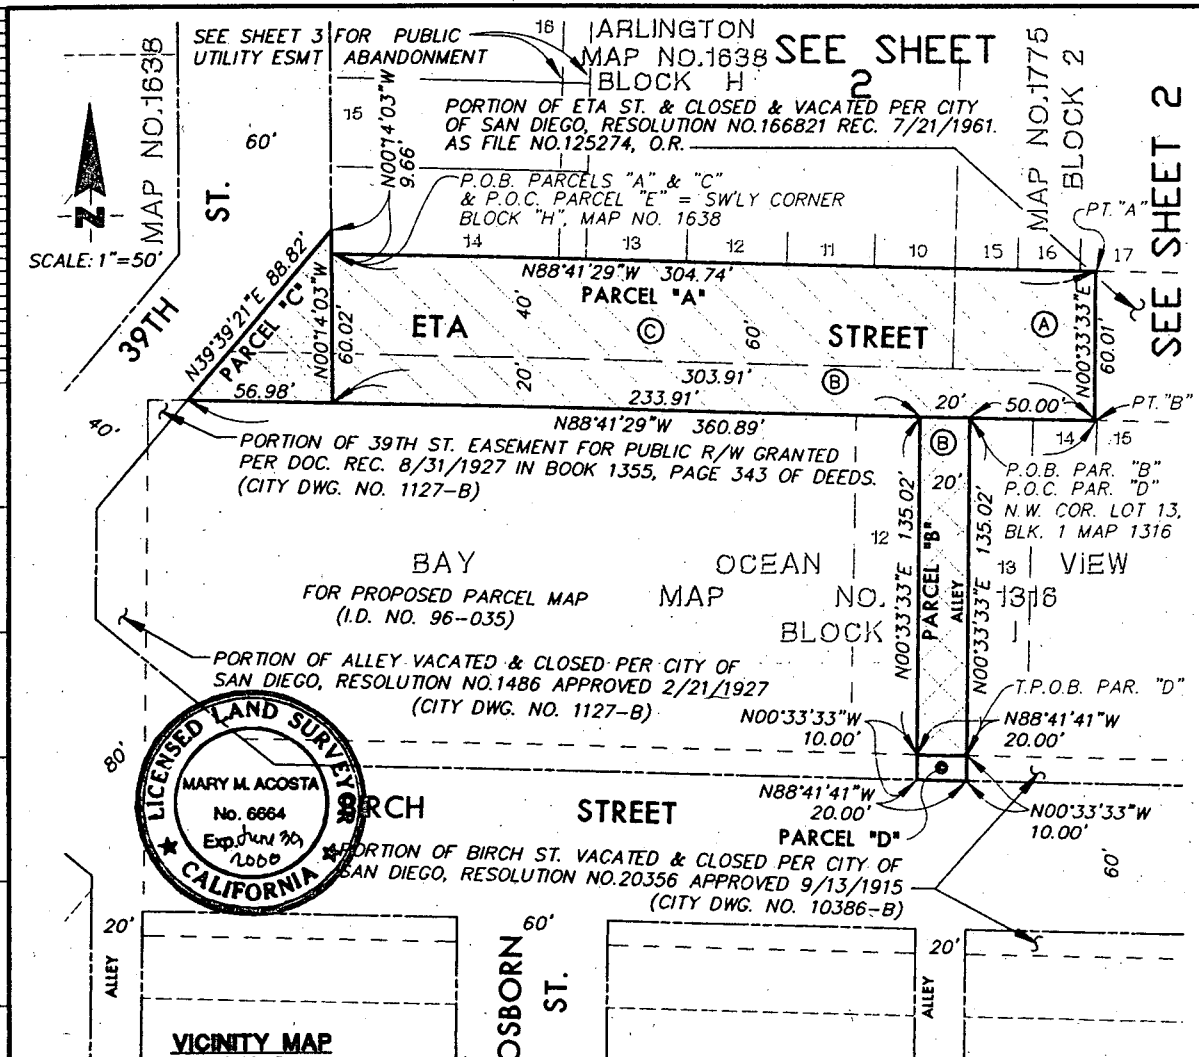 MAP NO.1638
ST.
39TH
60'
SCALE: 1"=50'
Z
SEE SHEET 3 FOR PUBLIC
UTILITY ESMT ABANDONMENT
16
15
ARLINGTON
MAP NO.1638
BLOCK H
SEE SHEET
2
MAP NO.1775
BLOCK 2
SEE SHEET 2
PORTION OF ETA ST. & CLOSED & VACATED PER CITY
OF SAN DIEGO, RESOLUTION NO.166821 REC. 7/21/1961.
AS FILE NO.125274, O.R.
N00°14'03"W
9.66'
P.O.B. PARCELS "A" & "C"
& P.O.C. PARCEL "E" = SW'LY CORNER
BLOCK "H", MAP NO. 1638
PT. "A"
14
13
12
11
10
15
16
17
N88°41'29"W 304.74'
PARCEL "A"
N39°39'21"E 88.82'
PARCEL "C"
N00°14'03"W
60.02'
ETA
40'
C
60'
STREET
A
N00°33'33"E
60.01'
20'
303.91'
B
56.98'
233.91'
20'
50.00'
PT. "B"
N88°41'29"W 360.89'
14
15
40'
PORTION OF 39TH ST. EASEMENT FOR PUBLIC R/W GRANTED
PER DOC. REC. 8/31/1927 IN BOOK 1355, PAGE 343 OF DEEDS.
(CITY DWG. NO. 1127-B)
B
20'
P.O.B. PAR. "B"
P.O.C. PAR. "D"
N.W. COR. LOT 13,
BLK. 1 MAP 1316
12
N00°33'33"E 135.02'
PARCEL "B"
ALLEY
N00°33'33"E 135.02'
13
BAY OCEAN VIEW
FOR PROPOSED PARCEL MAP
(I.D. NO. 96-035)
MAP NO. 1316
BLOCK I
PORTION OF ALLEY VACATED & CLOSED PER CITY OF
SAN DIEGO, RESOLUTION NO.1486 APPROVED 2/21/1927
(CITY DWG. NO. 1127-B)
T.P.O.B. PAR. "D"
N00°33'33"W
10.00'
N88°41'41"W
20.00'
80'
LICENSED LAND SURVEYOR
MARY M. ACOSTA
No. 6664
Exp. June 30,
2000
CALIFORNIA
BIRCH STREET
N88°41'41"W
20.00'
PARCEL "D"
N00°33'33"W
10.00'
PORTION OF BIRCH ST. VACATED & CLOSED PER CITY OF
SAN DIEGO, RESOLUTION NO.20356 APPROVED 9/13/1915
(CITY DWG. NO. 10386-B)
60'
20'
ALLEY
60'
OSBORN
ST.
20'
ALLEY
VICINITY MAP